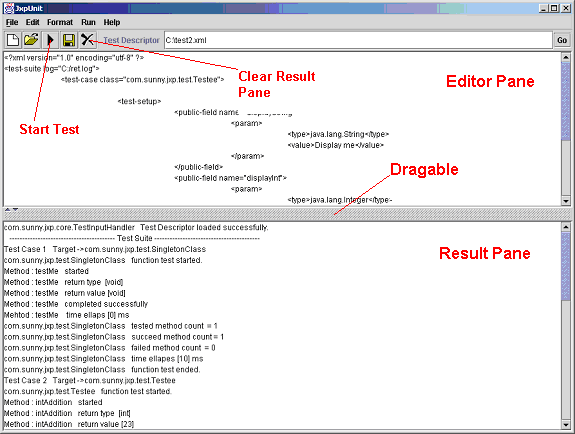 JxpUnit
File Edit Format Run Help
Test Descriptor C:\test2.xml Go
<?xml version="1.0" encoding="utf-8" ?>
<test-suite log="C:/ret.log">
<test-case class="com.sunny.jxp.test.Testee">
Clear Result
Pane
Editor Pane
<test-setup>
<public-field name="displayString"
<param>
Start Test
<type>java.lang.String</type>
<value>Display me</value>
</param>
</public-field>
<public-field name="displayInt">
<param>
Dragable
<type>java.lang.Integer</type>
com.sunny.jxp.core.TestInputHandler Test Descriptor loaded successfully.
---------------------------------------- Test Suite ----------------------------------------
Test Case 1 Target->com.sunny.jxp.test.SingletonClass
Result Pane
com.sunny.jxp.test.SingletonClass function test started.
Method : testMe started
Method : testMe return type [void]
Method : testMe return value [void]
Method : testMe completed successfully
Mehtod : testMe time ellaps [0] ms
com.sunny.jxp.test.SingletonClass tested method count = 1
com.sunny.jxp.test.SingletonClass succeed method count = 1
com.sunny.jxp.test.SingletonClass failed method count = 0
com.sunny.jxp.test.SingletonClass time ellapes [10] ms
com.sunny.jxp.test.SingletonClass function test ended.
Test Case 2 Target->com.sunny.jxp.test.Testee
com.sunny.jxp.test.Testee function test started.
Method : intAddition started
Method : intAddition return type [int]
Method : intAddition return value [23]